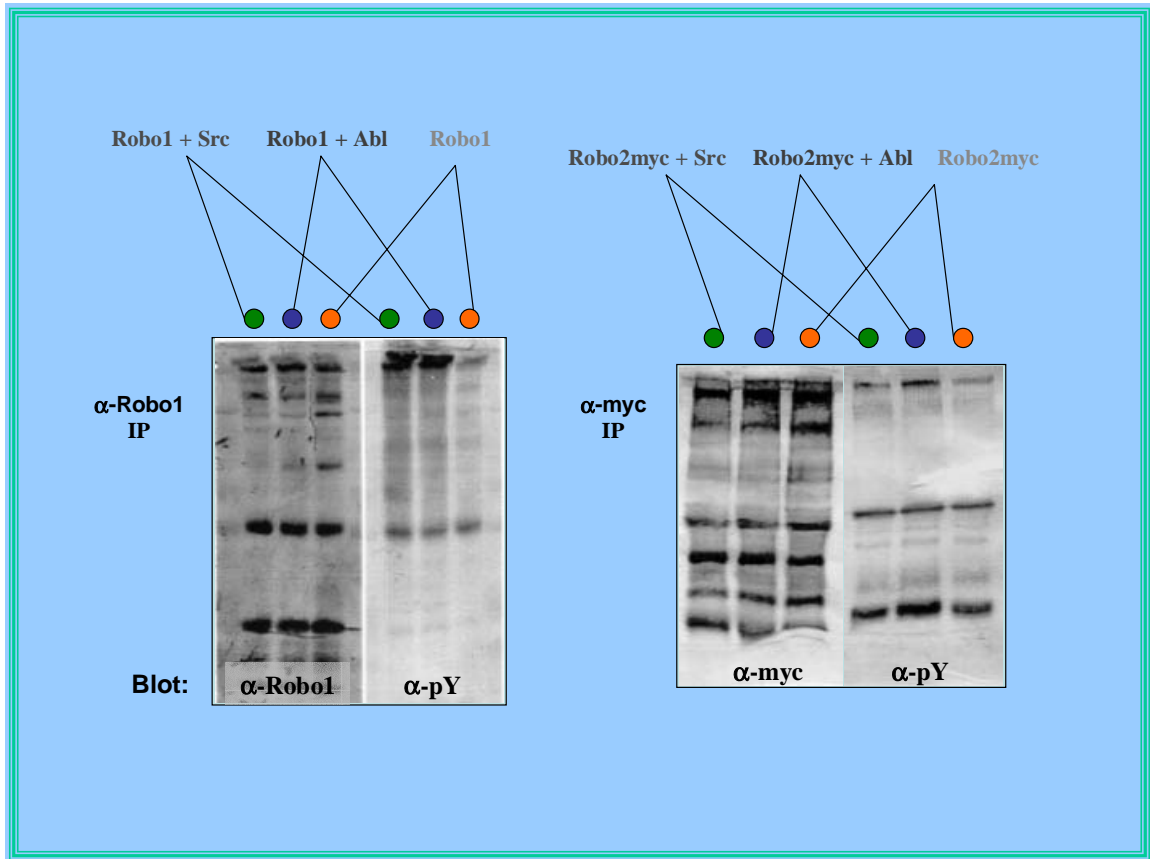 Robo1 + Src Robo1 + Abl Robo1
α-Robo1
IP
Blot: α-Robo1 α-pY
Robo2myc + Src Robo2myc + Abl Robo2myc
α-myc
IP
α-myc α-pY